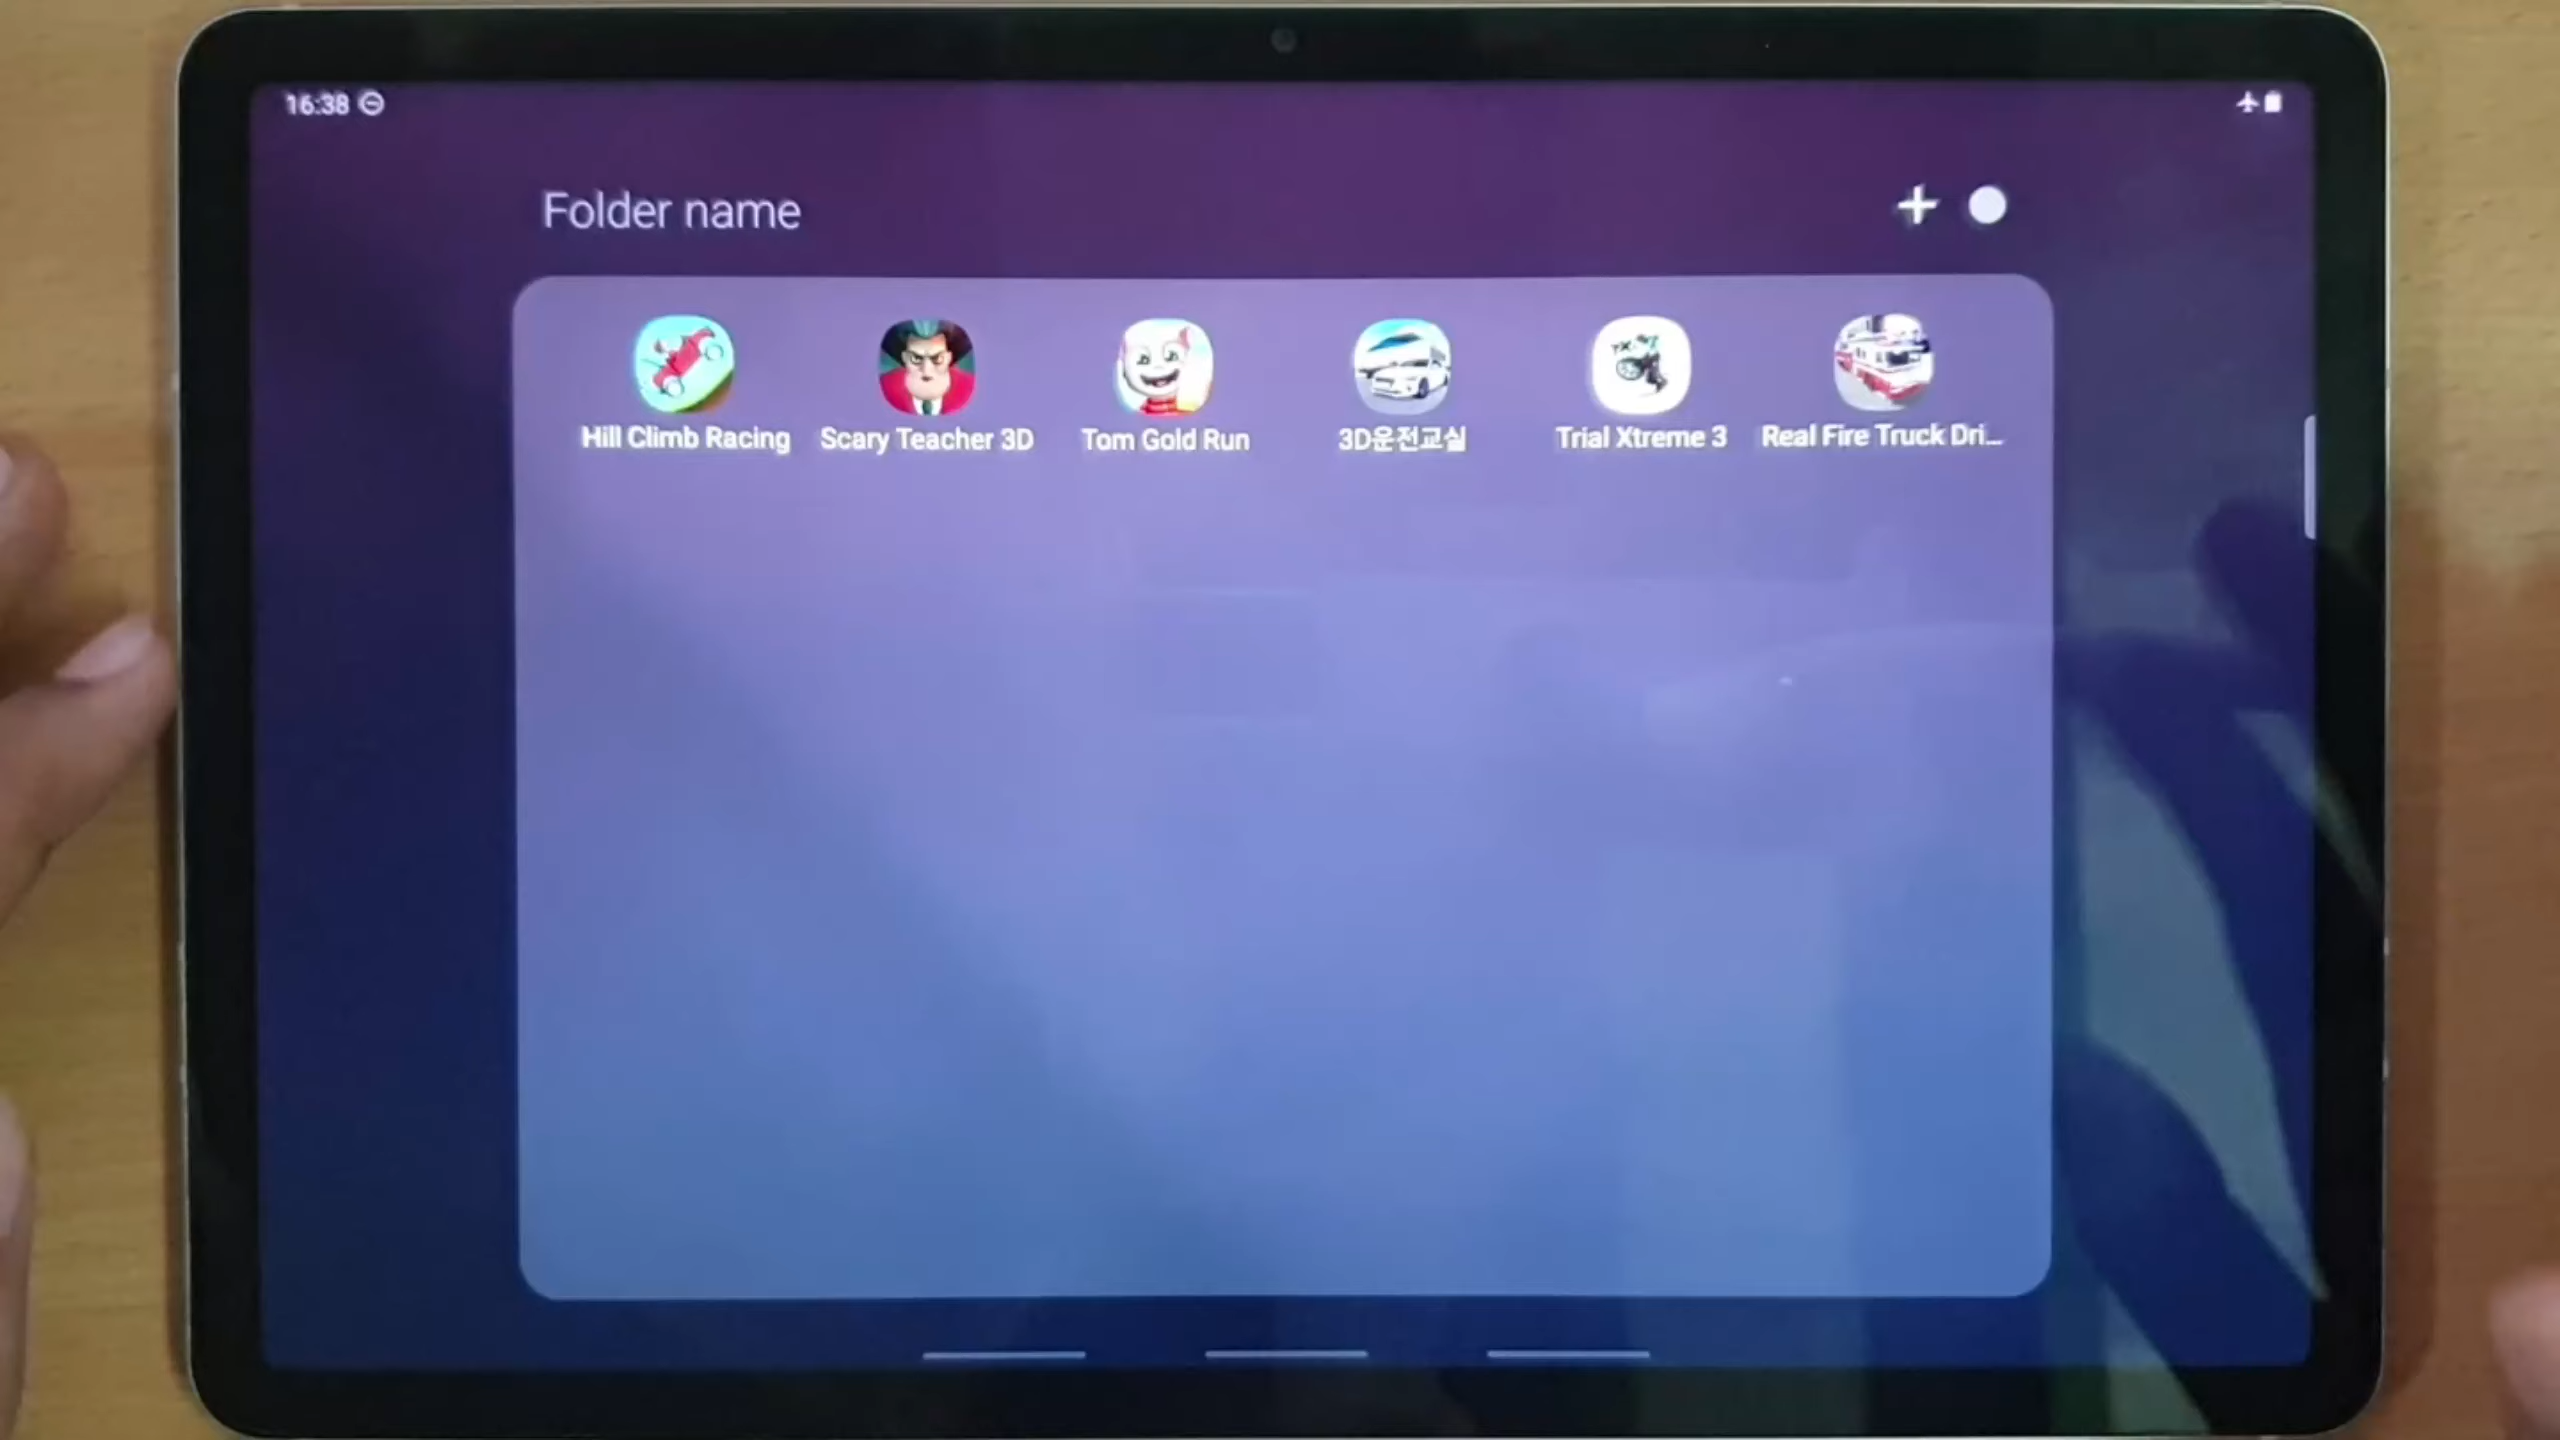 16:38
Folder name
Hill Climb Racing
Scary Teacher 3D
Tom Gold Run
3D운전교실
Trial Xtreme 3
Real Fire Truck Dri...